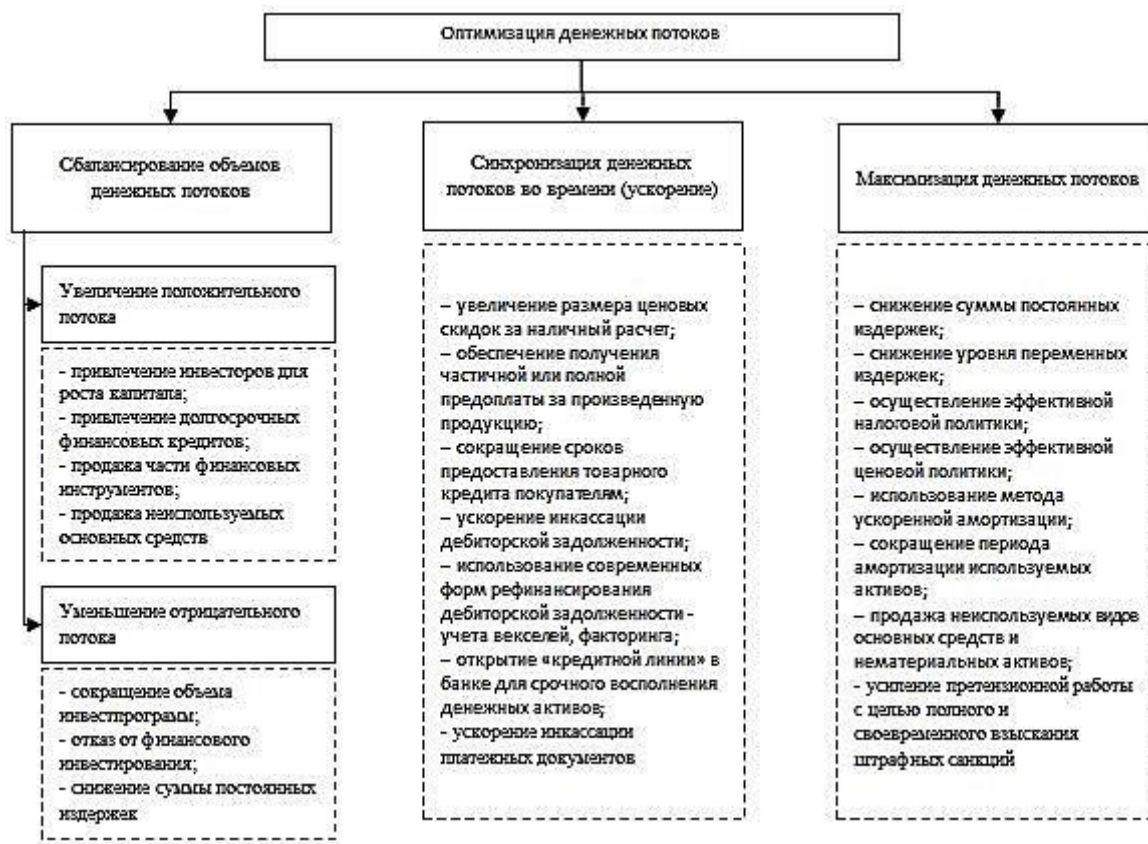 Оптимизация денежных потоков
Сбалансирование объемов
денежных потоков
Увеличение положительного
потока
- привлечение инвесторов для
роста капитала;
- привлечение долгосрочных
финансовых кредитов;
- продажа части финансовых
инструментов;
- продажа неиспользуемых
основных средств
Уменьшение отрицательного
потока
- сокращение объема
инвестпрограмм;
- отказ от финансового
инвестирования;
- снижение суммы постоянных
издержек
Синхронизация денежных
потоков во времени (ускорение)
– увеличение размера ценовых
скидок за наличный расчет;
– обеспечение получения
частичной или полной
предоплаты за произведенную
продукцию;
– сокращение сроков
предоставления товарного
кредита покупателям;
– ускорение инкассации
дебиторской задолженности;
– использование современных
форм рефинансирования
дебиторской задолженности -
учета векселей, факторинга;
– открытие «кредитной линии» в
банке для срочного восполнения
денежных активов;
- ускорение инкассации
платежных документов
Максимизация денежных потоков
– снижение суммы постоянных
издержек;
– снижение уровня переменных
издержек;
– осуществление эффективной
налоговой политики;
– осуществление эффективной
ценовой политики;
– использование метода
ускоренной амортизации;
– сокращение периода
амортизации используемых
активов;
– продажа неиспользуемых видов
основных средств и
нематериальных активов;
- усиление претензионной работы
с целью полного и
своевременного взыскания
штрафных санкций